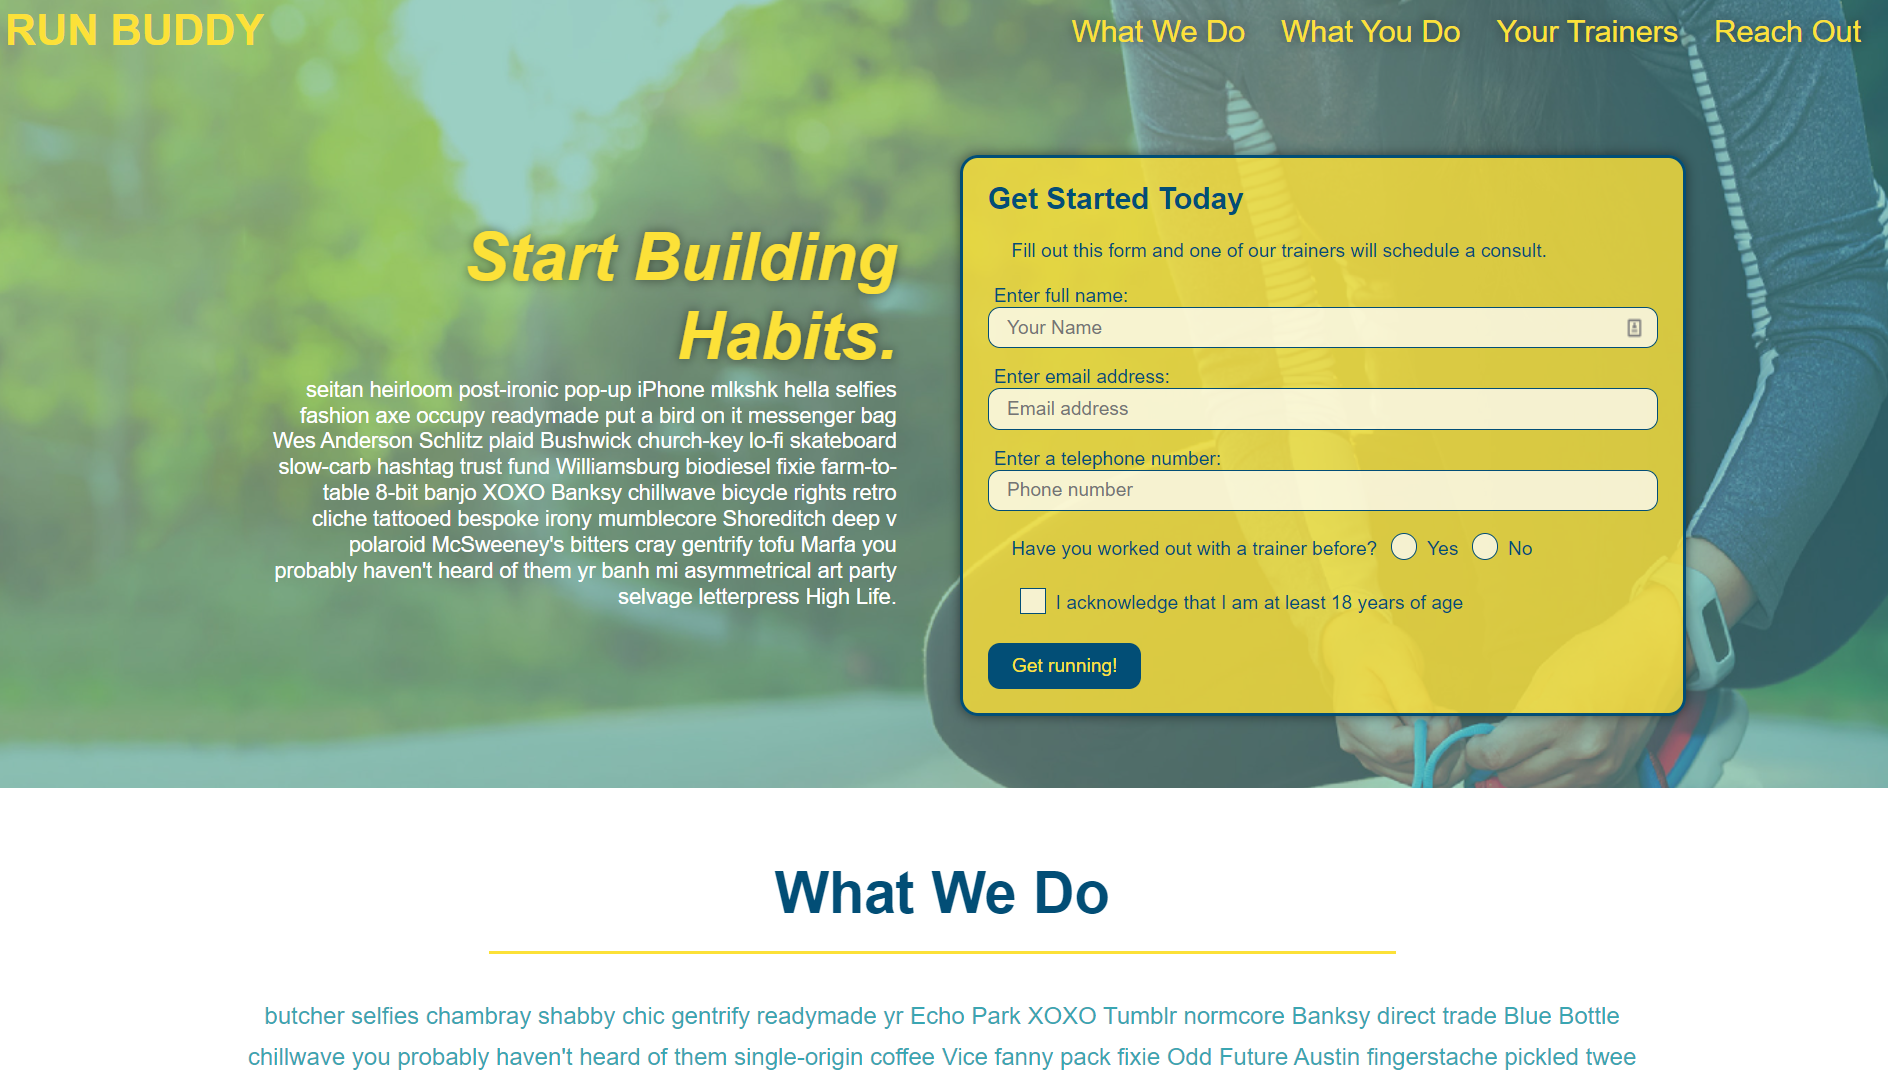 RUN BUDDY
What We Do What You Do Your Trainers Reach Out
Start Building
Habits.
seitan heirloom post-ironic pop-up iPhone mlkshk hella selfies
fashion axe occupy readymade put a bird on it messenger bag
Wes Anderson Schlitz plaid Bushwick church-key lo-fi skateboard
slow-carb hashtag trust fund Williamsburg biodiesel fixie farm-to-
table 8-bit banjo XOXO Banksy chillwave bicycle rights retro
cliche tattooed bespoke irony mumblecore Shoreditch deep v
polaroid McSweeney's bitters cray gentrify tofu Marfa you
probably haven't heard of them yr banh mi asymmetrical art party
selvage letterpress High Life.
Get Started Today
Fill out this form and one of our trainers will schedule a consult.
Enter full name:
Your Name
Enter email address:
Email address
Enter a telephone number:
Phone number
Have you worked out with a trainer before? Yes No
I acknowledge that I am at least 18 years of age
Get running!
What We Do
butcher selfies chambray shabby chic gentrify readymade yr Echo Park XOXO Tumblr normcore Banksy direct trade Blue Bottle
chillwave you probably haven't heard of them single-origin coffee Vice fanny pack fixie Odd Future Austin fingerstache pickled twee